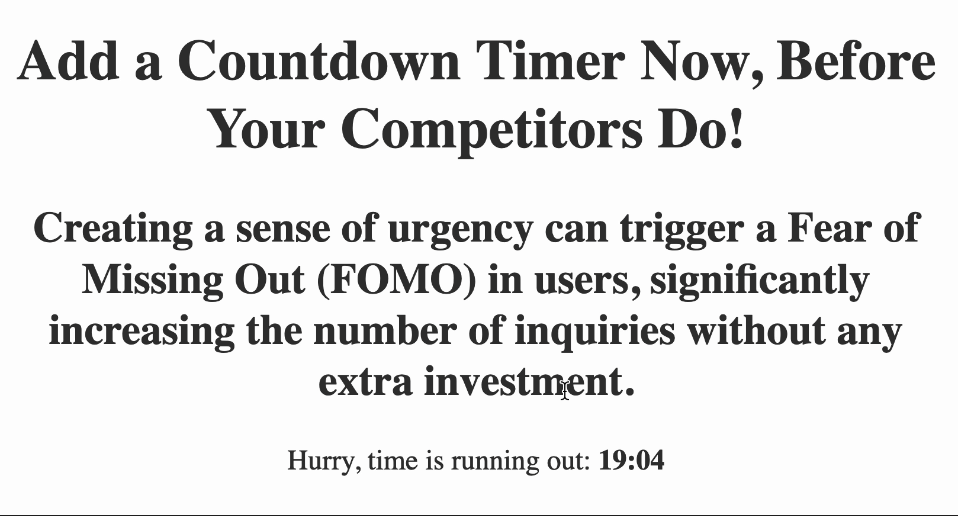 Add a Countdown Timer Now, Before
Your Competitors Do!
Creating a sense of urgency can trigger a Fear of
Missing Out (FOMO) in users, significantly
increasing the number of inquiries without any
extra investment.
Hurry, time is running out: 19:04